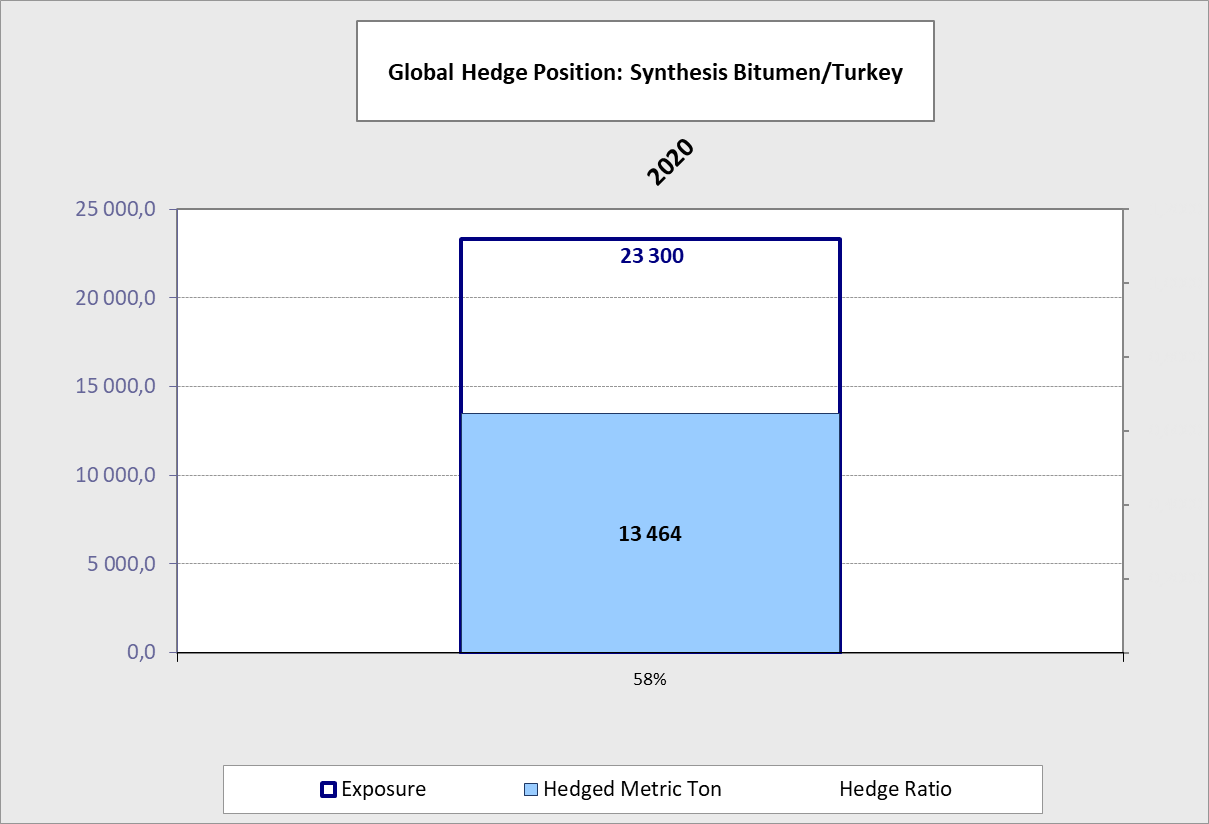 Global Hedge Position: Synthesis Bitumen/Turkey
2020
25 000,0
20 000,0
15 000,0
10 000,0
5 000,0
0,0
23 300
13 464
58%
Exposure
Hedged Metric Ton
Hedge Ratio